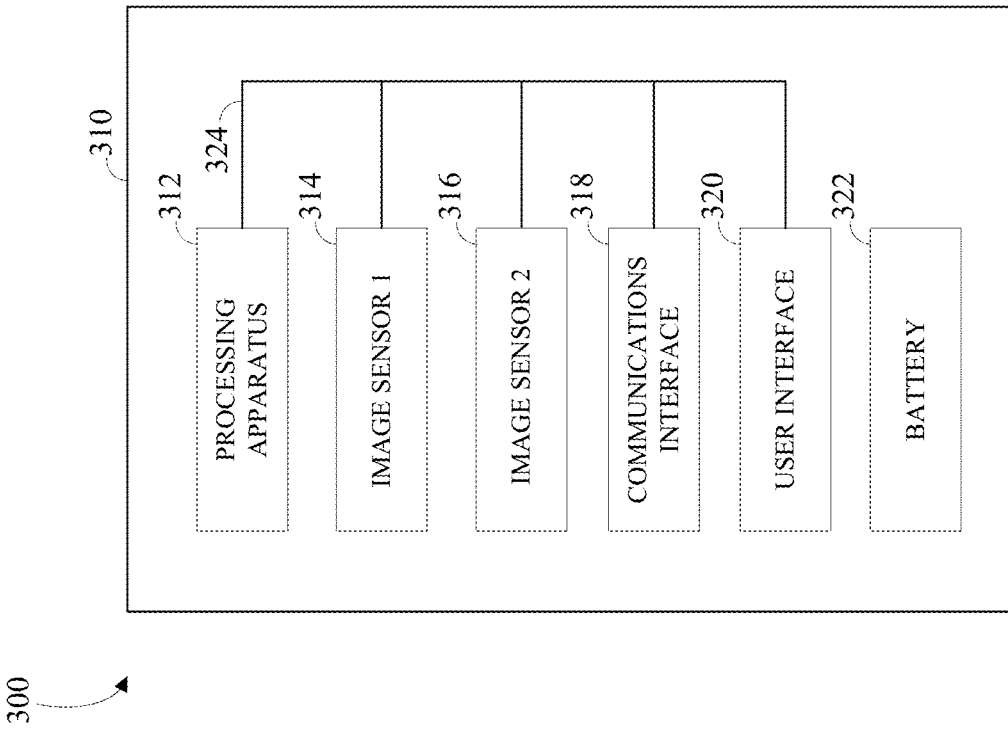 300
310
312
PROCESSING
APPARATUS
324
314
IMAGE SENSOR 1
316
IMAGE SENSOR 2
318
COMMUNICATIONS
INTERFACE
320
USER INTERFACE
322
BATTERY